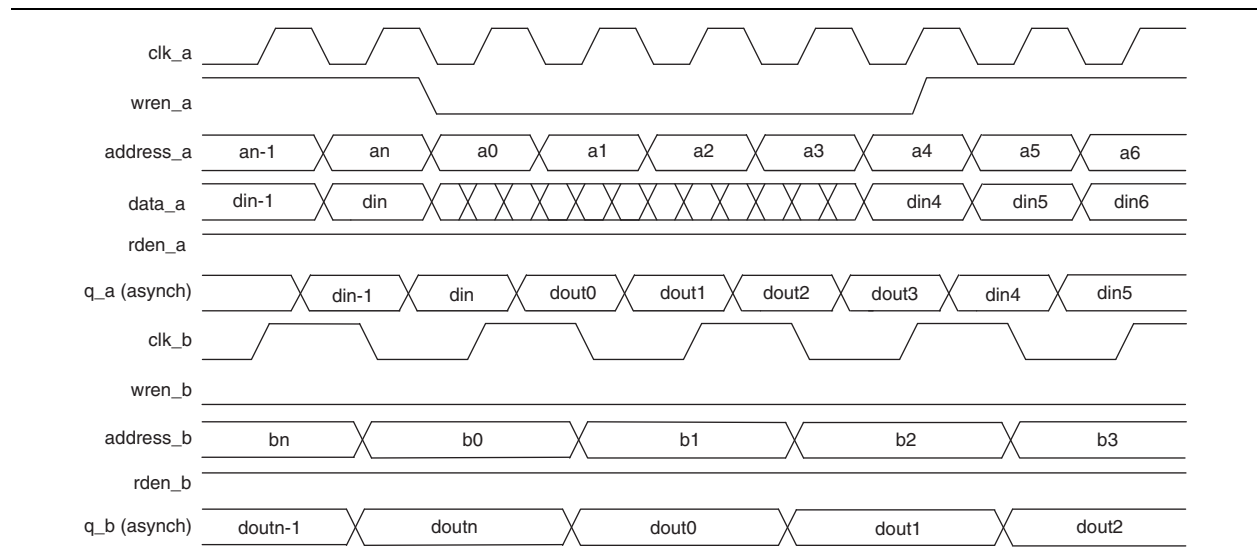 clk_a
wren_a
address_a an-1 an a0 a1 a2 a3 a4 a5 a6
data_a din-1 din din4 din5 din6
rden_a
q_a (asynch) din-1 din dout0 dout1 dout2 dout3 din4 din5
clk_b
wren_b
address_b bn b0 b1 b2 b3
rden_b
q_b (asynch) doutn-1 doutn dout0 dout1 dout2